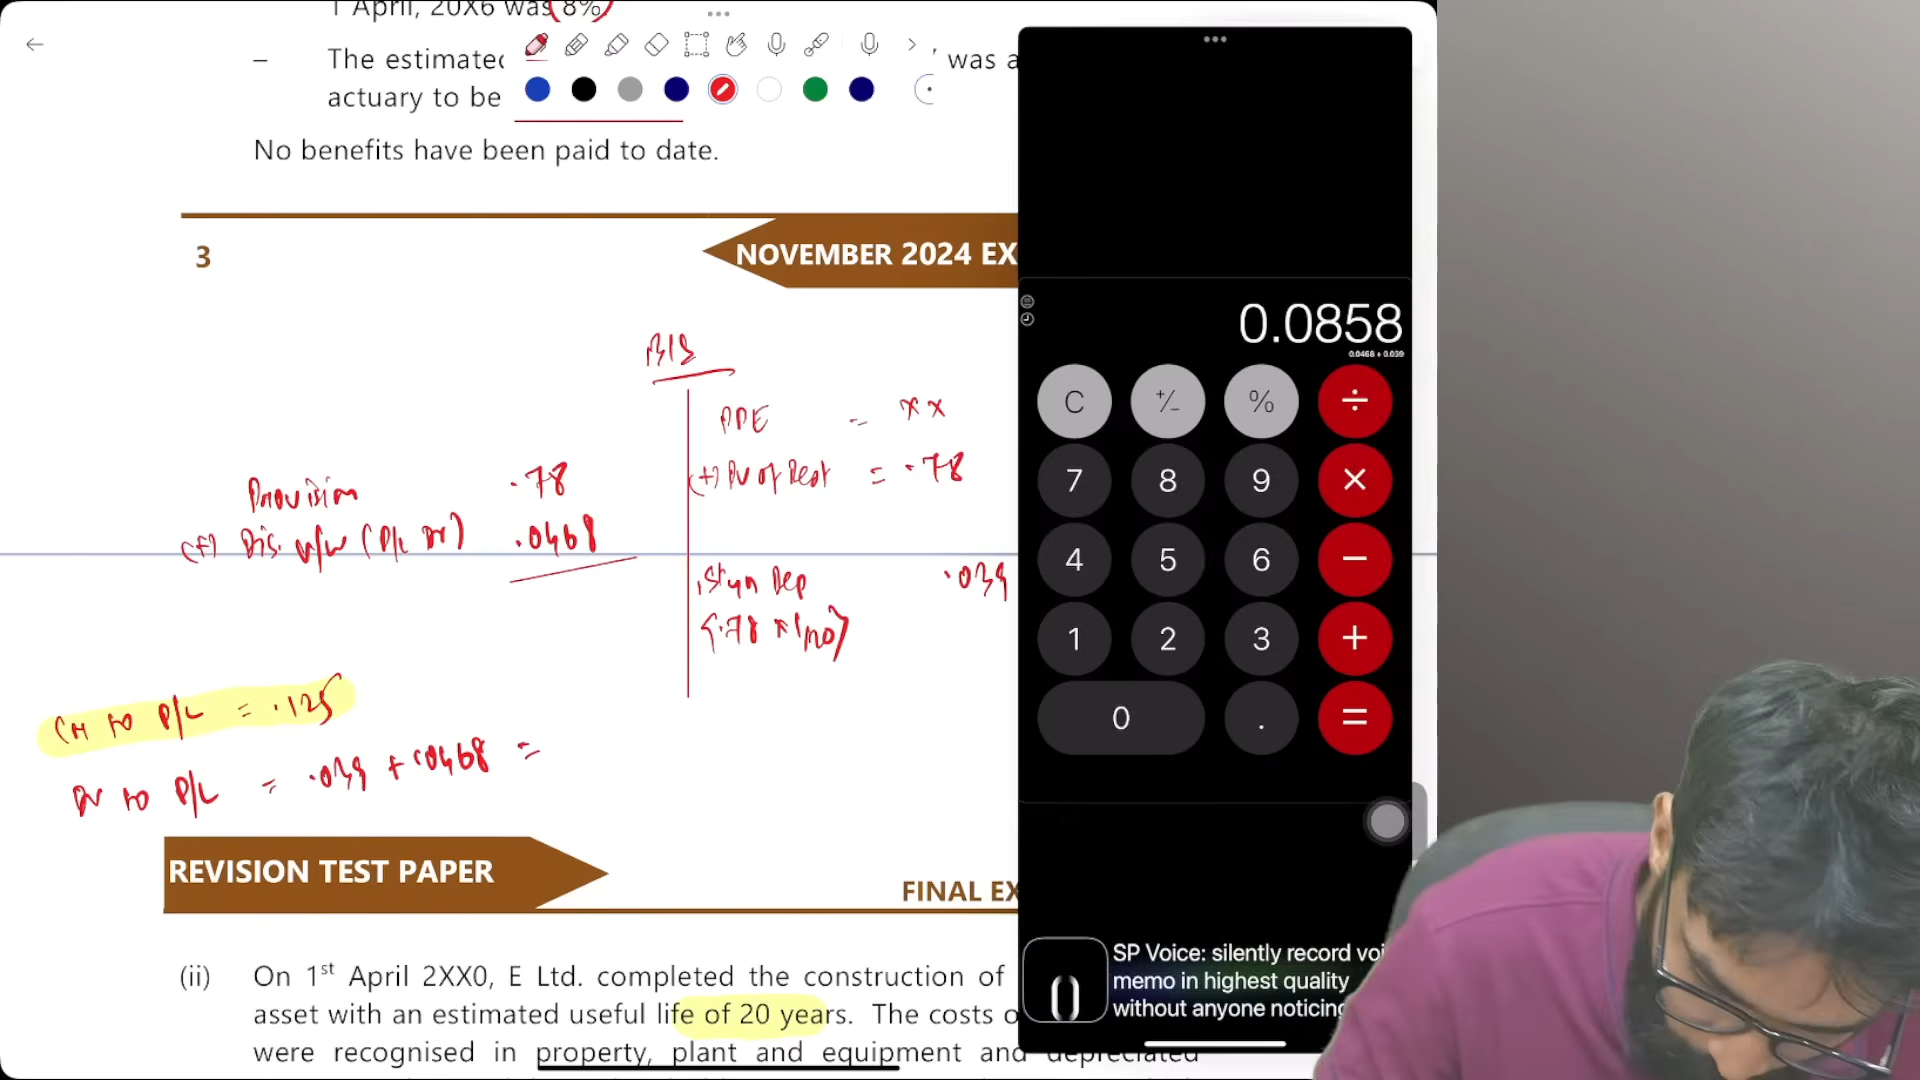 1 April, 20X6 was 8%
– The estimated
was a
actuary to be
No benefits have been paid to date.
3
NOVEMBER 2024 EX
B/S
PPE = xx
Provision .78
(+) PV of Rest = .78
(+) Dis. u/w (P/L Dr) .0468
Dep .039
(.78 x 1/20)
Cr to P/L = .125
Dr to P/L = .039 + .0468 =
REVISION TEST PAPER
FINAL EX
(ii) On 1st April 2XX0, E Ltd. completed the construction of
asset with an estimated useful life of 20 years. The costs o
were recognised in property, plant and equipment and depreciated
0.0858
0.0468 + 0.039
C +/- % ÷
7 8 9 ×
4 5 6 −
1 2 3 +
0 . =
SP Voice: silently record voi
memo in highest quality
without anyone noticing